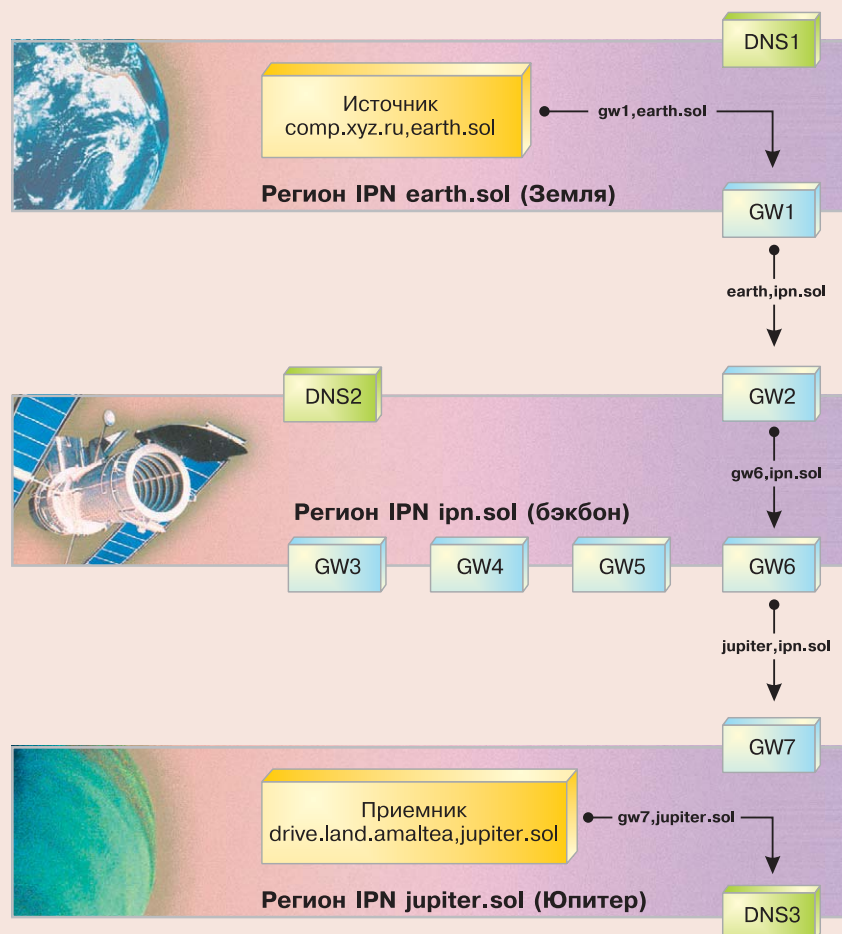 DNS1
Источник
comp.xyz.ru,earth.sol
gw1,earth.sol
Регион IPN earth.sol (Земля)
GW1
earth,ipn.sol
DNS2
GW2
gw6,ipn.sol
Регион IPN ipn.sol (бэкбон)
GW3
GW4
GW5
GW6
jupiter,ipn.sol
GW7
Приемник
drive.land.amaltea,jupiter.sol
gw7,jupiter.sol
Регион IPN jupiter.sol (Юпитер)
DNS3